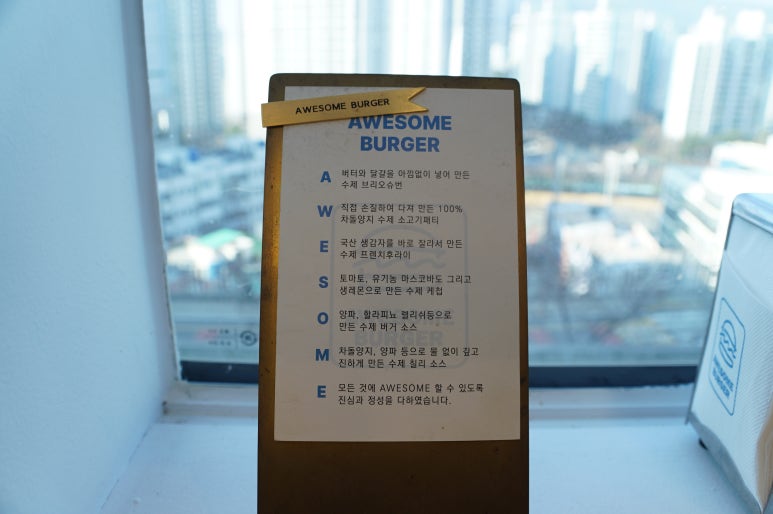 AWESOME BURGER
AWESOME
BURGER
A 버터와 달걀을 아낌없이 넣어 만든
수제 브리오슈번
W 직접 손질하여 다져 만든 100%
차돌양지 수제 소고기패티
E 국산 생감자를 바로 잘라서 만든
수제 프렌치후라이
S 토마토, 유기농 마스코바도 그리고
생레몬으로 만든 수제 케첩
O 양파, 할라피뇨 렐리쉬등으로
만든 수제 버거 소스
M 차돌양지, 양파 등으로 물 없이 갖고
진하게 만든 수제 칠리 소스
E 모든 것에 AWESOME 할 수 있도록
진심과 정성을 다하였습니다.
AWESOME
BURGER